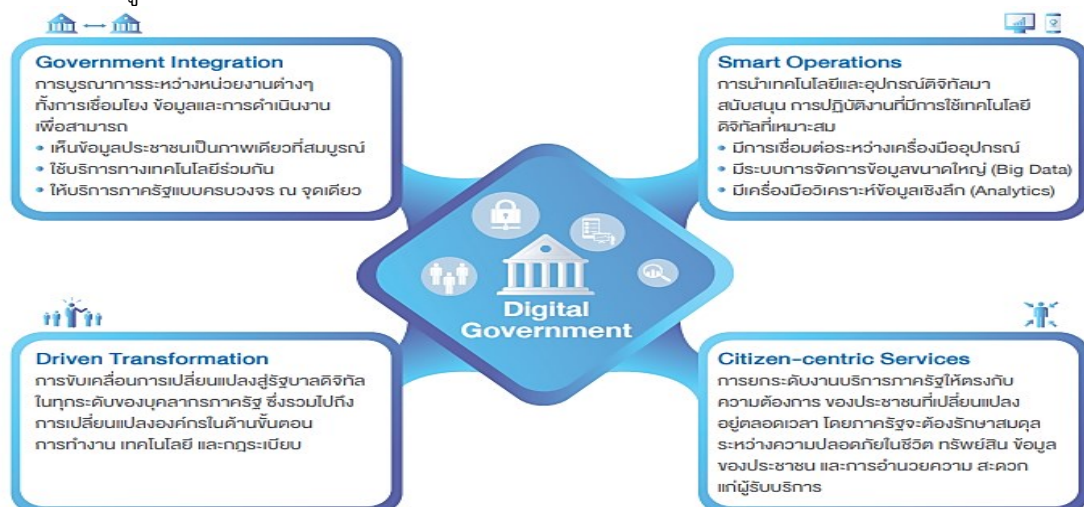 Government Integration
การบูรณาการระหว่างหน่วยงานต่างๆ
ทั้งการเชื่อมโยง ข้อมูลและการดำเนินงาน
เพื่อสามารถ
• เห็นข้อมูลประชาชนเป็นภาพเดียวที่สมบูรณ์
• ใช้บริการทางเทคโนโลยีร่วมกัน
• ให้บริการภาครัฐแบบครบวงจร ณ จุดเดียว
Smart Operations
การนำเทคโนโลยีและอุปกรณ์ดิจิทัลมา
สนับสนุน การปฏิบัติงานที่มีการใช้เทคโนโลยี
ดิจิทัลที่เหมาะสม
• มีการเชื่อมต่อระหว่างเครื่องมืออุปกรณ์
• มีระบบการจัดการข้อมูลขนาดใหญ่ (Big Data)
• มีเครื่องมือวิเคราะห์ข้อมูลเชิงลึก (Analytics)
Digital
Government
Driven Transformation
การขับเคลื่อนการเปลี่ยนแปลงสู่รัฐบาลดิจิทัล
ในทุกระดับของบุคลากรภาครัฐ ซึ่งรวมไปถึง
การเปลี่ยนแปลงองค์กรในด้านขั้นตอน
การทำงาน เทคโนโลยี และกฎระเบียบ
Citizen-centric Services
การยกระดับงานบริการภาครัฐให้ตรงกับ
ความต้องการ ของประชาชนที่เปลี่ยนแปลง
อยู่ตลอดเวลา โดยภาครัฐจะต้องรักษาสมดุล
ระหว่างความปลอดภัยในชีวิต ทรัพย์สิน ข้อมูล
ของประชาชน และการอำนวยความ สะดวก
แก่ผู้รับบริการ